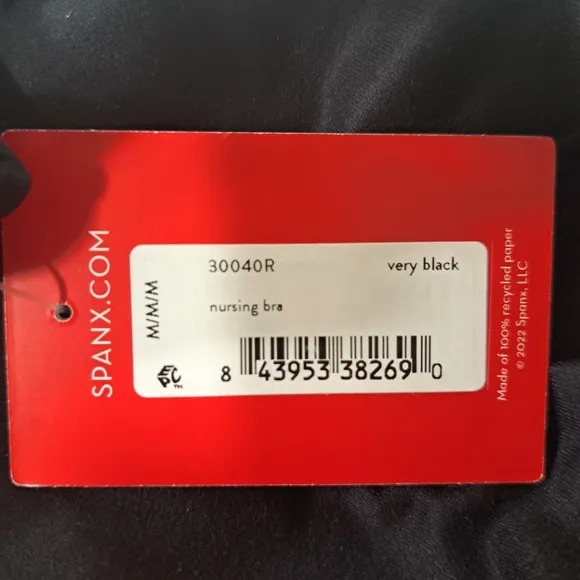 SPANX.COM
M/M/M
30040R very black
nursing bra
EPC™
8 43953 38269 0
Made of 100% recycled paper
© 2022 Spanx, LLC